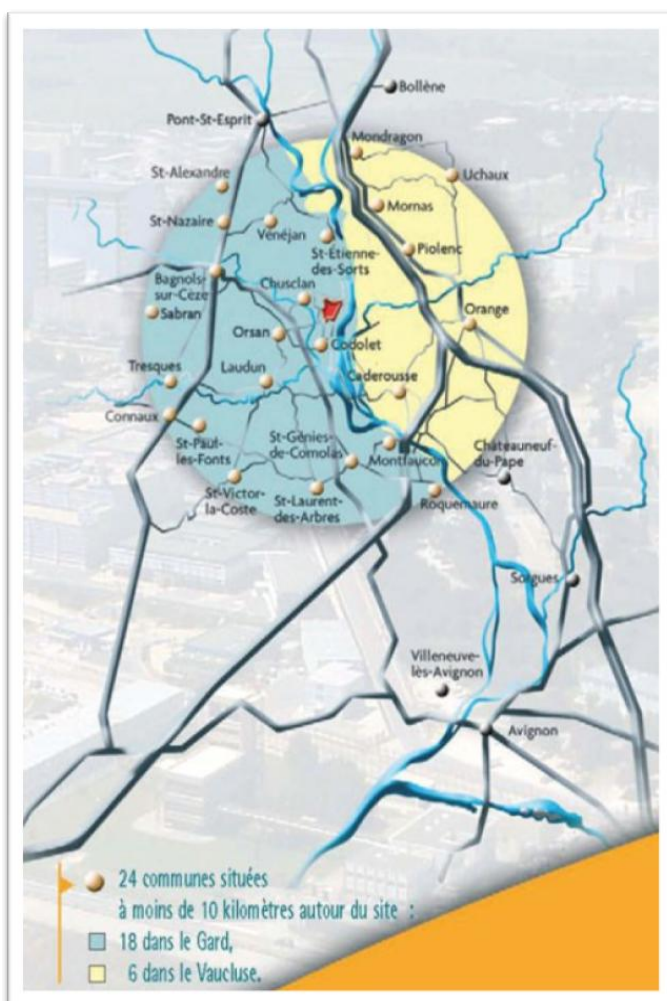 Bollène
Pont-St-Esprit
Mondragon
St-Alexandre
Uchaux
Mornas
St-Nazaire
Vénéjan
St-Etienne-
des-Sorts
Piolenc
Bagnols-
sur-Cèze
Chusclan
Sabran
Orange
Orsan
Codolet
Tresques
Laudun
Caderousse
Connaux
St-Paul-
les-Fonts
St-Géniès-
de-Comolas
Montfaucon
Châteauneuf-
du-Pape
St-Victor-
la-Coste
St-Laurent-
des-Arbres
Roquemaure
Sorgues
Villeneuve-
lès-Avignon
Avignon
24 communes situées
à moins de 10 kilomètres autour du site :
18 dans le Gard,
6 dans le Vaucluse.